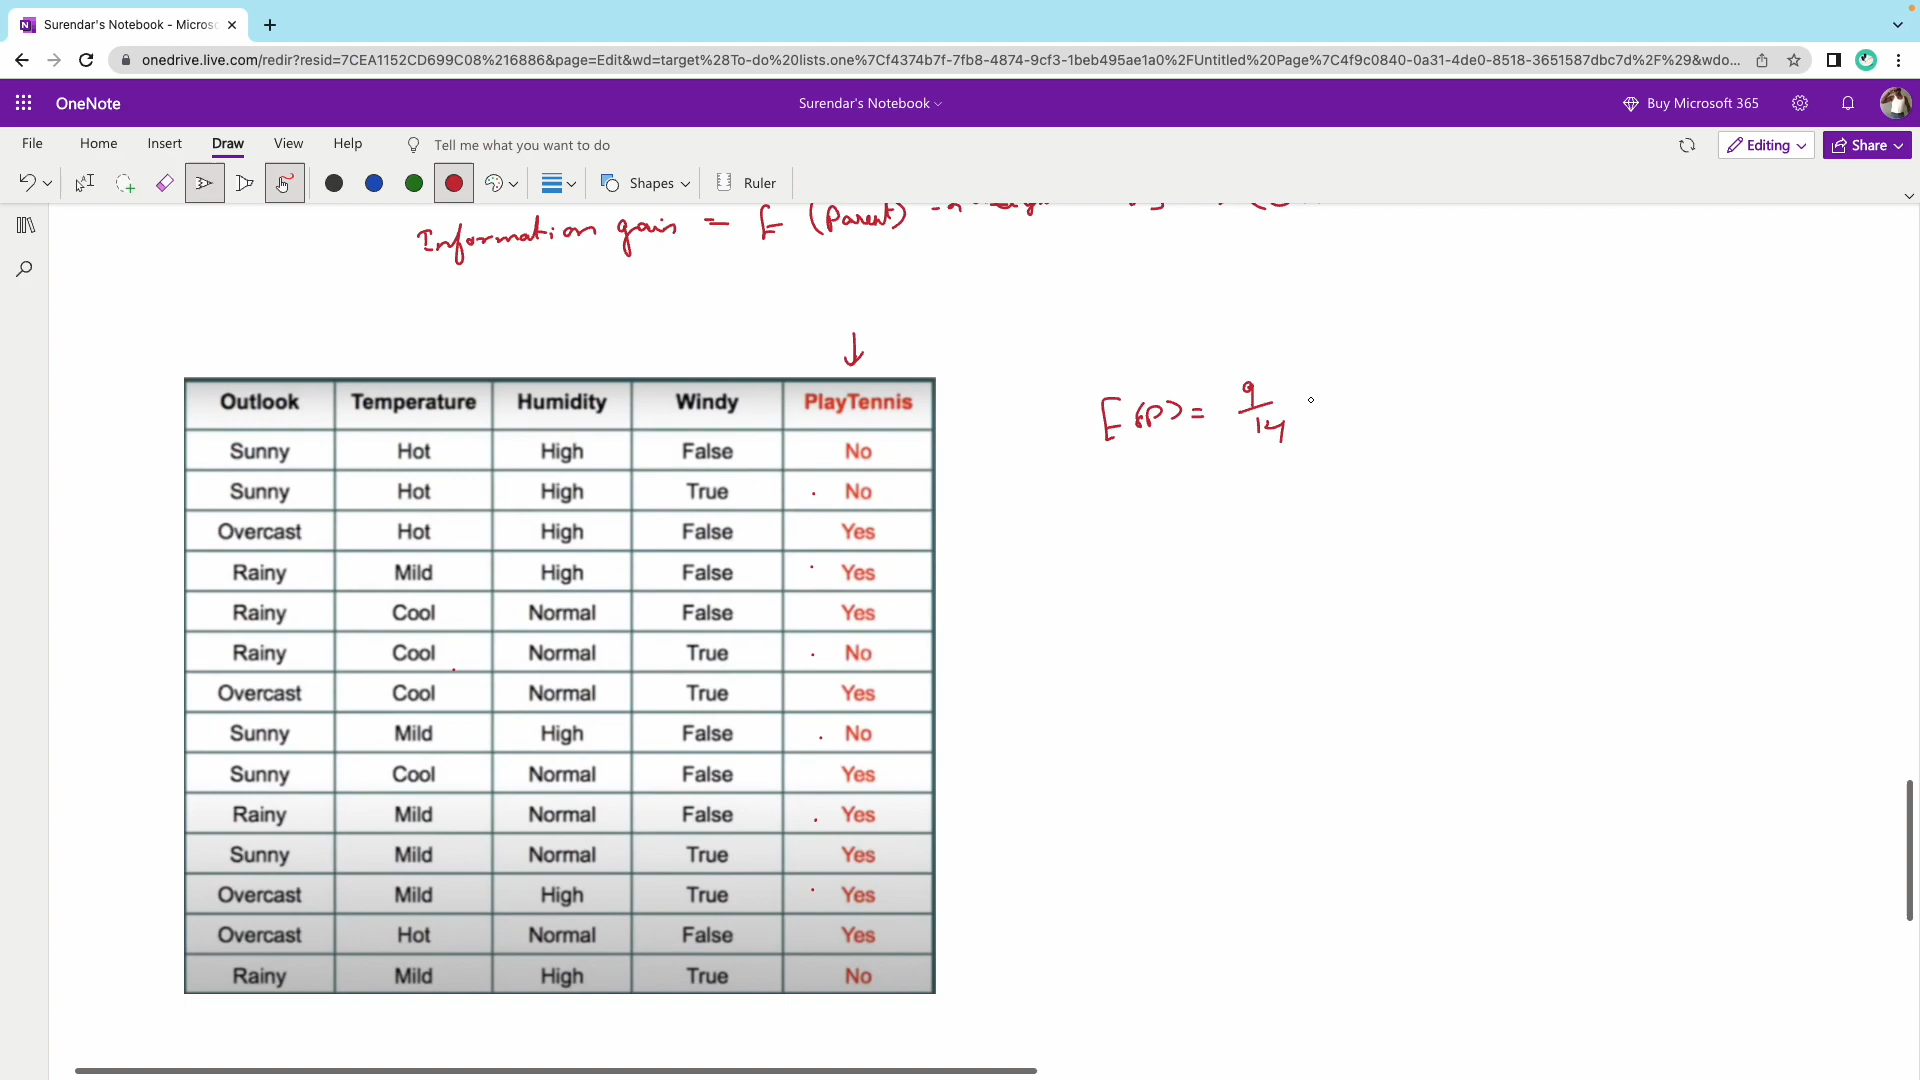 Surendar's Notebook - Microso
onedrive.live.com/redir?resid=7CEA1152CD699C08%216886&page=Edit&wd=target%28To-do%20lists.one%7Cf4374b7f-7fb8-4874-9cf3-1beb495ae1a0%2FUntitled%20Page%7C4f9c0840-0a31-4de0-8518-3651587dbc7d%2F%29&wdo...
OneNote Surendar's Notebook Buy Microsoft 365
File Home Insert Draw View Help Tell me what you want to do Editing Share
Shapes Ruler
Information gain = E (Parent) -
Outlook Temperature Humidity Windy PlayTennis
Sunny Hot High False No
Sunny Hot High True No
Overcast Hot High False Yes
Rainy Mild High False Yes
Rainy Cool Normal False Yes
Rainy Cool Normal True No
Overcast Cool Normal True Yes
Sunny Mild High False No
Sunny Cool Normal False Yes
Rainy Mild Normal False Yes
Sunny Mild Normal True Yes
Overcast Mild High True Yes
Overcast Hot Normal False Yes
Rainy Mild High True No
E(P) = 9/14